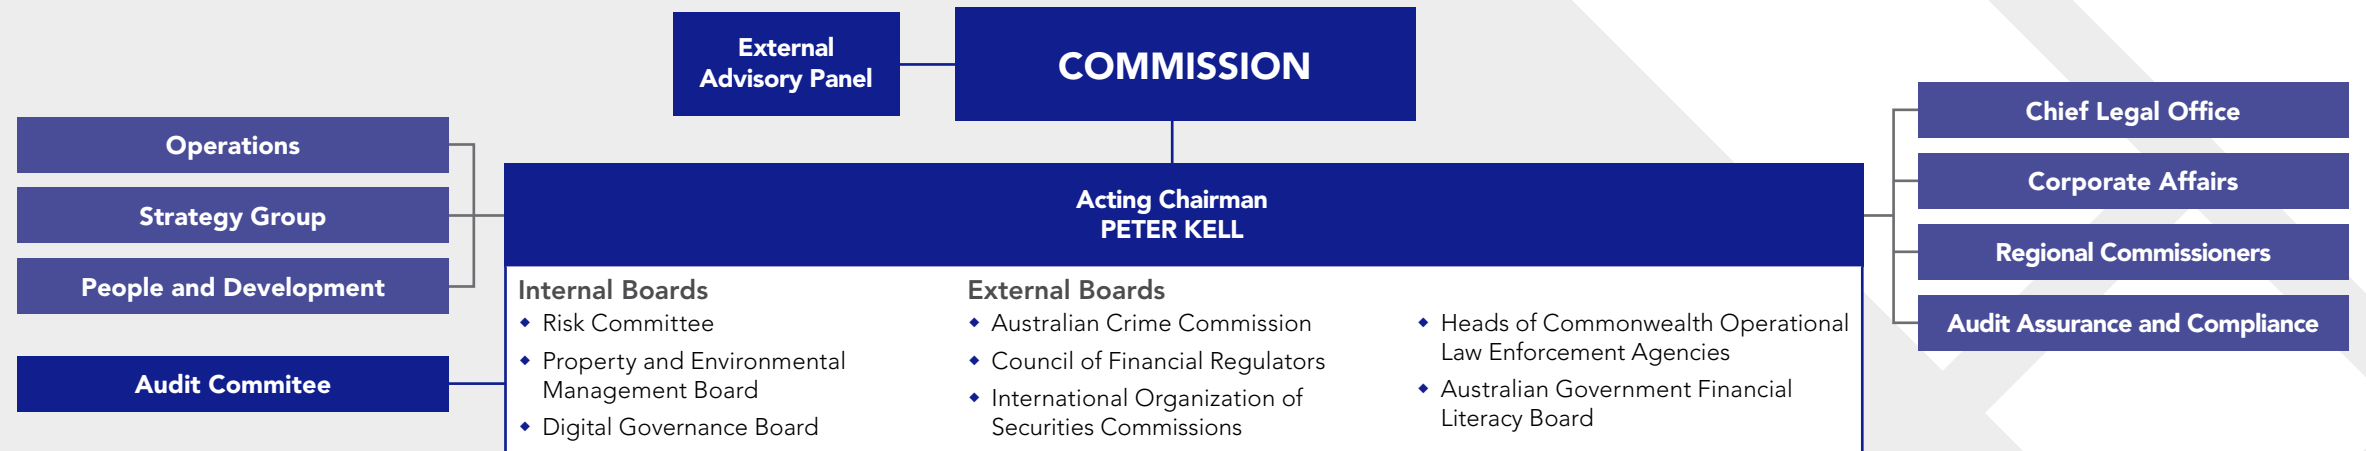 External
Advisory Panel
COMMISSION
Operations
Strategy Group
People and Development
Audit Commitee
Acting Chairman
PETER KELL
Internal Boards
Risk Committee
Property and Environmental
Management Board
Digital Governance Board
External Boards
Australian Crime Commission
Council of Financial Regulators
International Organization of
Securities Commissions
Heads of Commonwealth Operational
Law Enforcement Agencies
Australian Government Financial
Literacy Board
Chief Legal Office
Corporate Affairs
Regional Commissioners
Audit Assurance and Compliance